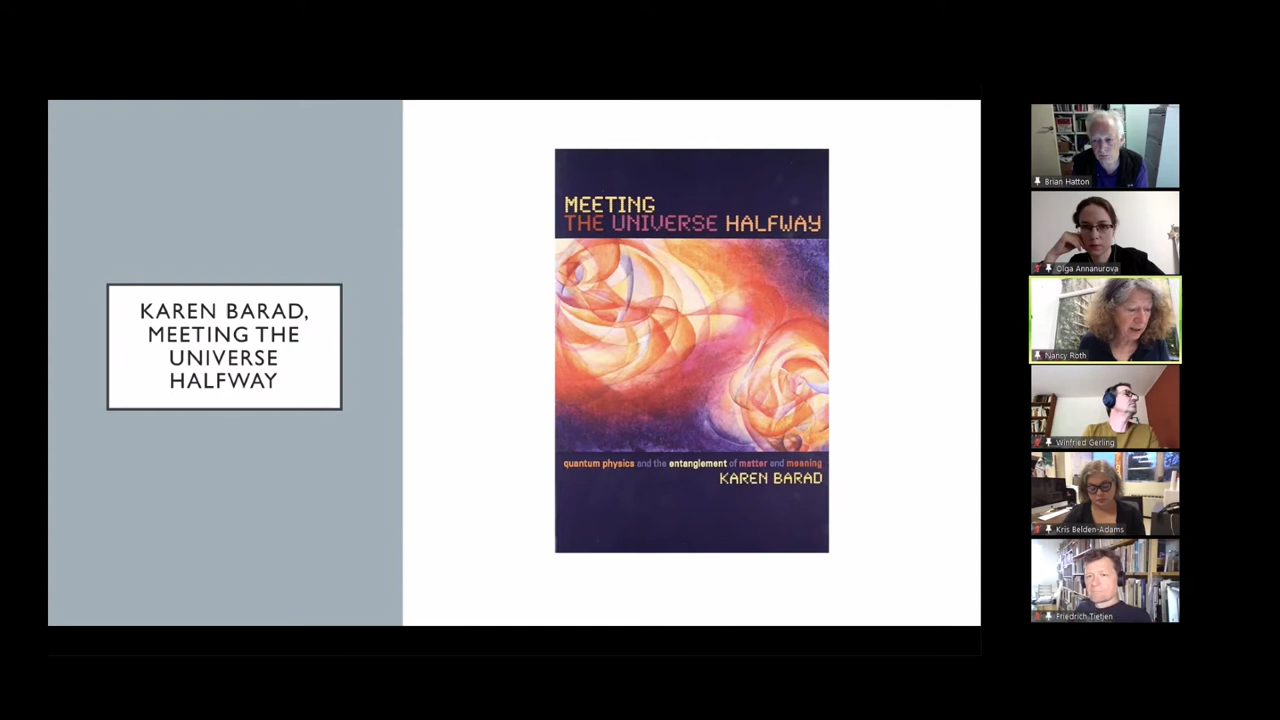 KAREN BARAD,
MEETING THE
UNIVERSE
HALFWAY
MEETING
THE UNIVERSE HALFWAY
quantum physics and the entanglement of matter and meaning
KAREN BARAD
Brian Hatton
Olga Annanurova
Nancy Roth
Winfried Gerling
Kris Belden-Adams
Friedrich Tietjen